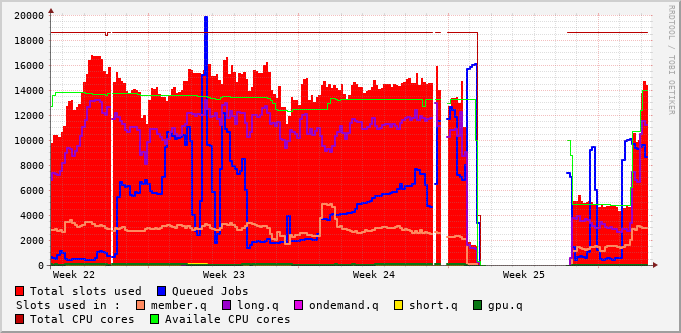 20000
18000
16000
14000
12000
10000
8000
6000
4000
2000
0
Week 22 Week 23 Week 24 Week 25
RRDTOOL / TOBI OETIKER
Total slots used Queued Jobs
Slots used in : member.q long.q ondemand.q short.q gpu.q
Total CPU cores Availale CPU cores